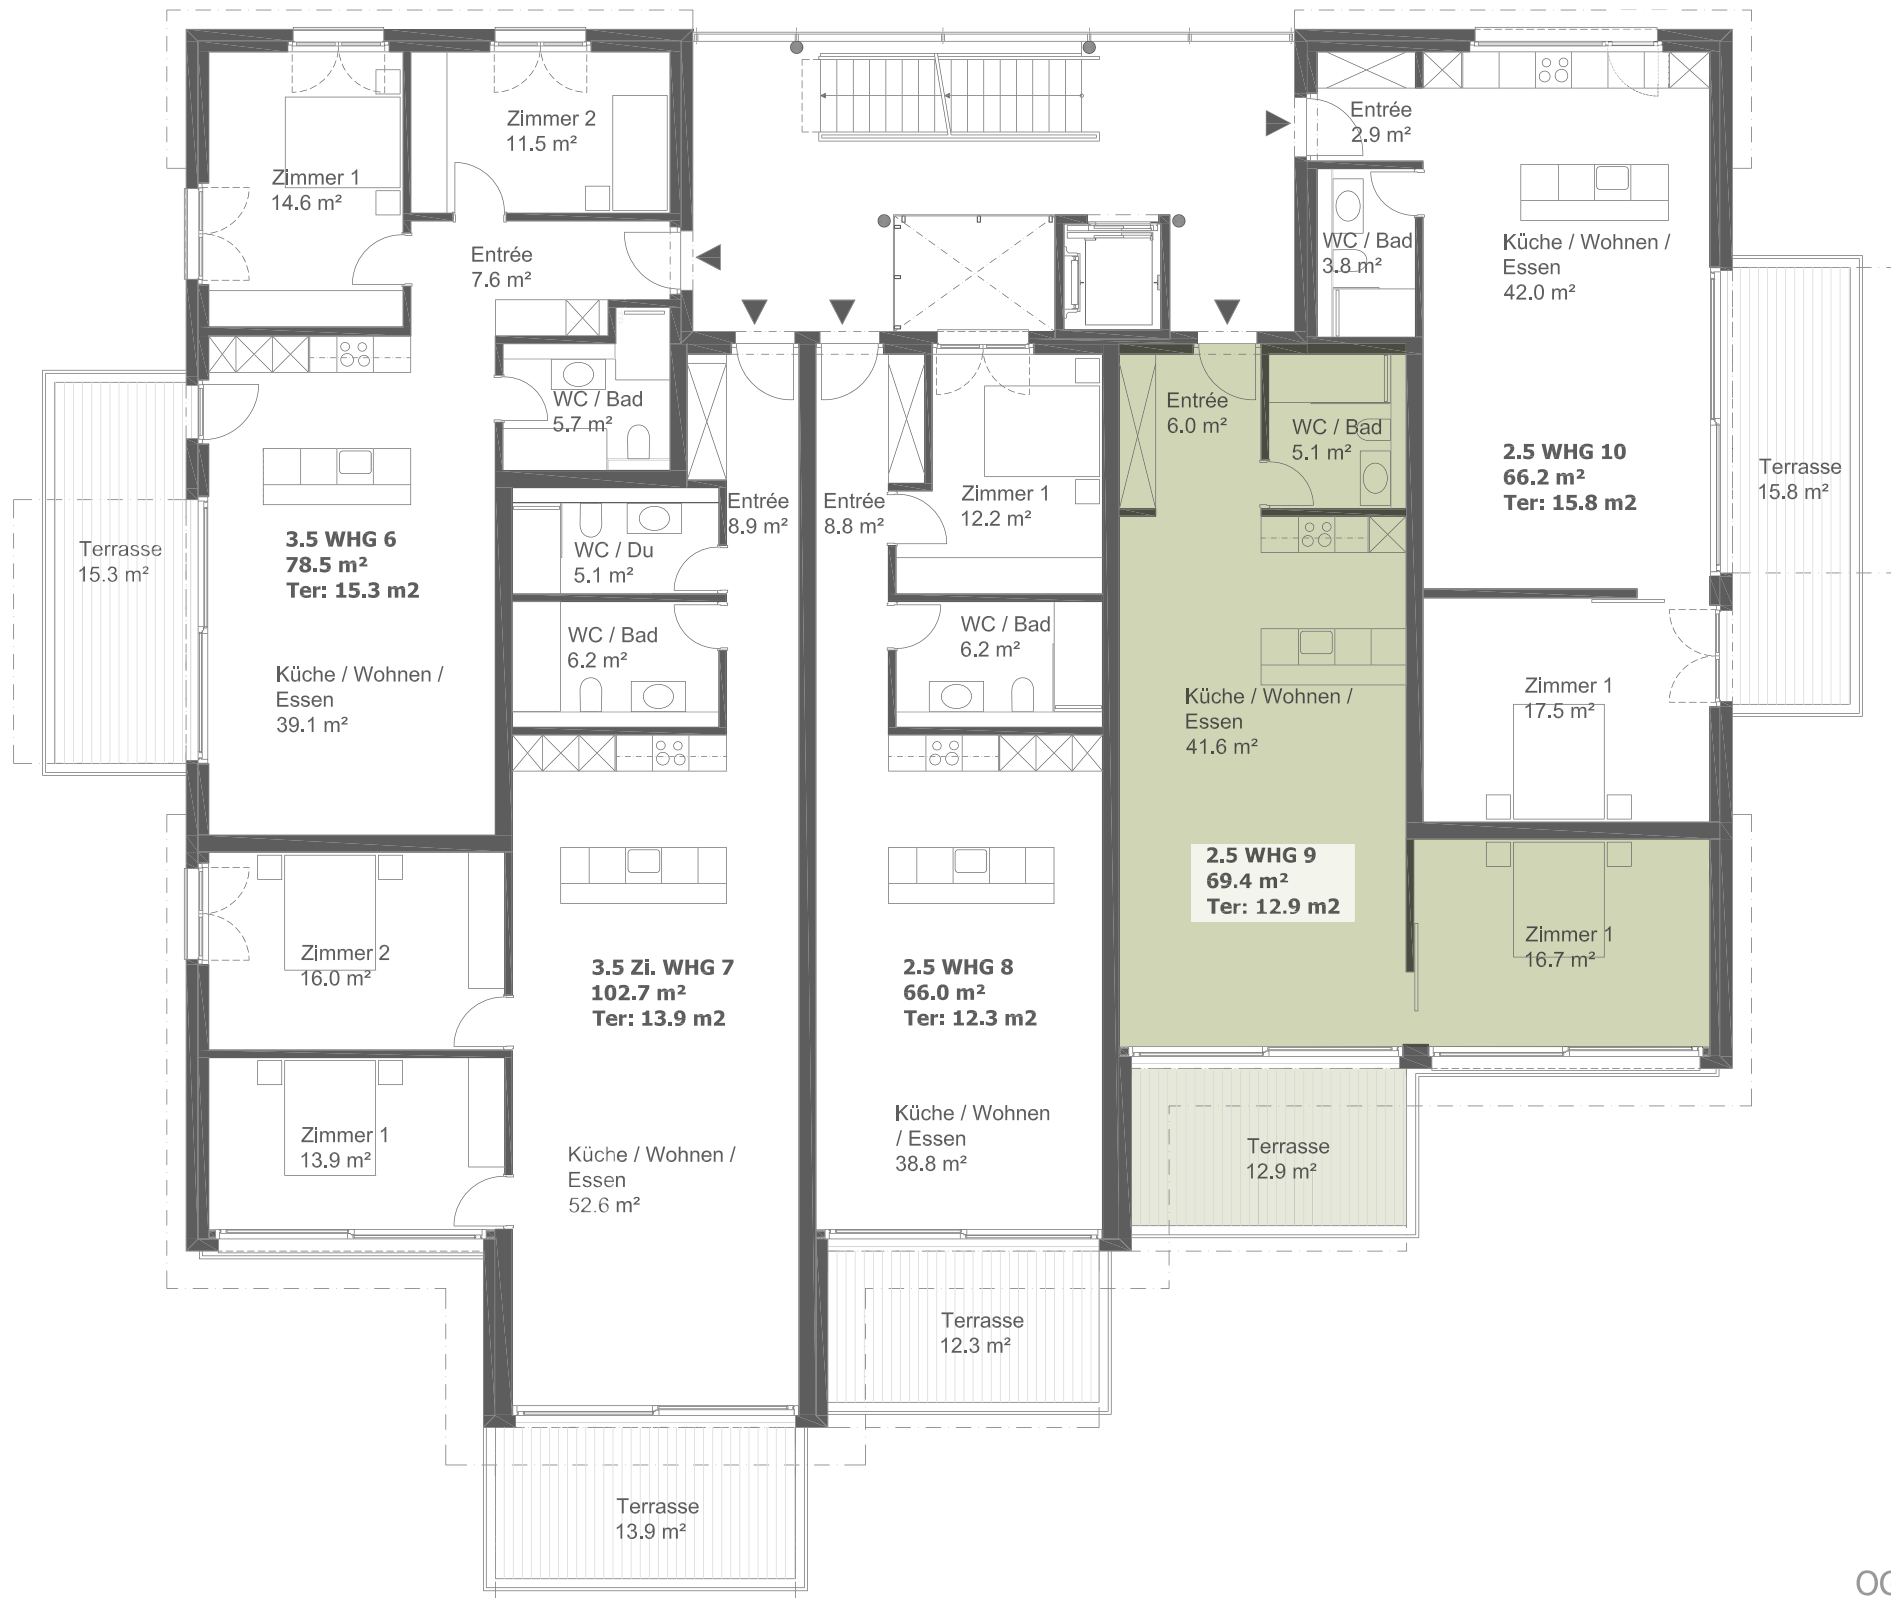 Zimmer 1
14.6 m²
Zimmer 2
11.5 m²
Entrée
7.6 m²
WC / Bad
5.7 m²
3.5 WHG 6
78.5 m²
Ter: 15.3 m2
Terrasse
15.3 m²
Küche / Wohnen /
Essen
39.1 m²
Entrée
8.9 m²
WC / Du
5.1 m²
WC / Bad
6.2 m²
Zimmer 2
16.0 m²
Zimmer 1
13.9 m²
3.5 Zi. WHG 7
102.7 m²
Ter: 13.9 m2
Küche / Wohnen /
Essen
52.6 m²
Terrasse
13.9 m²
Entrée
8.8 m²
Zimmer 1
12.2 m²
WC / Bad
6.2 m²
2.5 WHG 8
66.0 m²
Ter: 12.3 m2
Küche / Wohnen
/ Essen
38.8 m²
Terrasse
12.3 m²
Entrée
6.0 m²
WC / Bad
5.1 m²
Küche / Wohnen /
Essen
41.6 m²
2.5 WHG 9
69.4 m²
Ter: 12.9 m2
Zimmer 1
16.7 m²
Terrasse
12.9 m²
Entrée
2.9 m²
WC / Bad
3.8 m²
Küche / Wohnen /
Essen
42.0 m²
2.5 WHG 10
66.2 m²
Ter: 15.8 m2
Terrasse
15.8 m²
Zimmer 1
17.5 m²